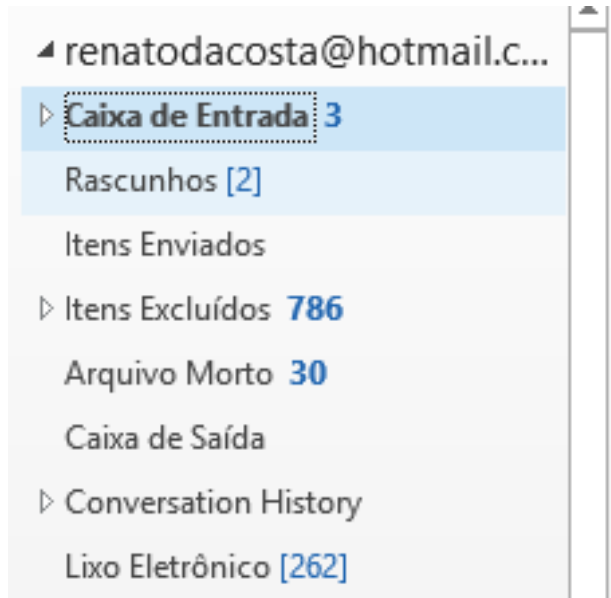 renatodacosta@hotmail.c...
Caixa de Entrada 3
Rascunhos [2]
Itens Enviados
Itens Excluídos 786
Arquivo Morto 30
Caixa de Saída
Conversation History
Lixo Eletrônico [262]